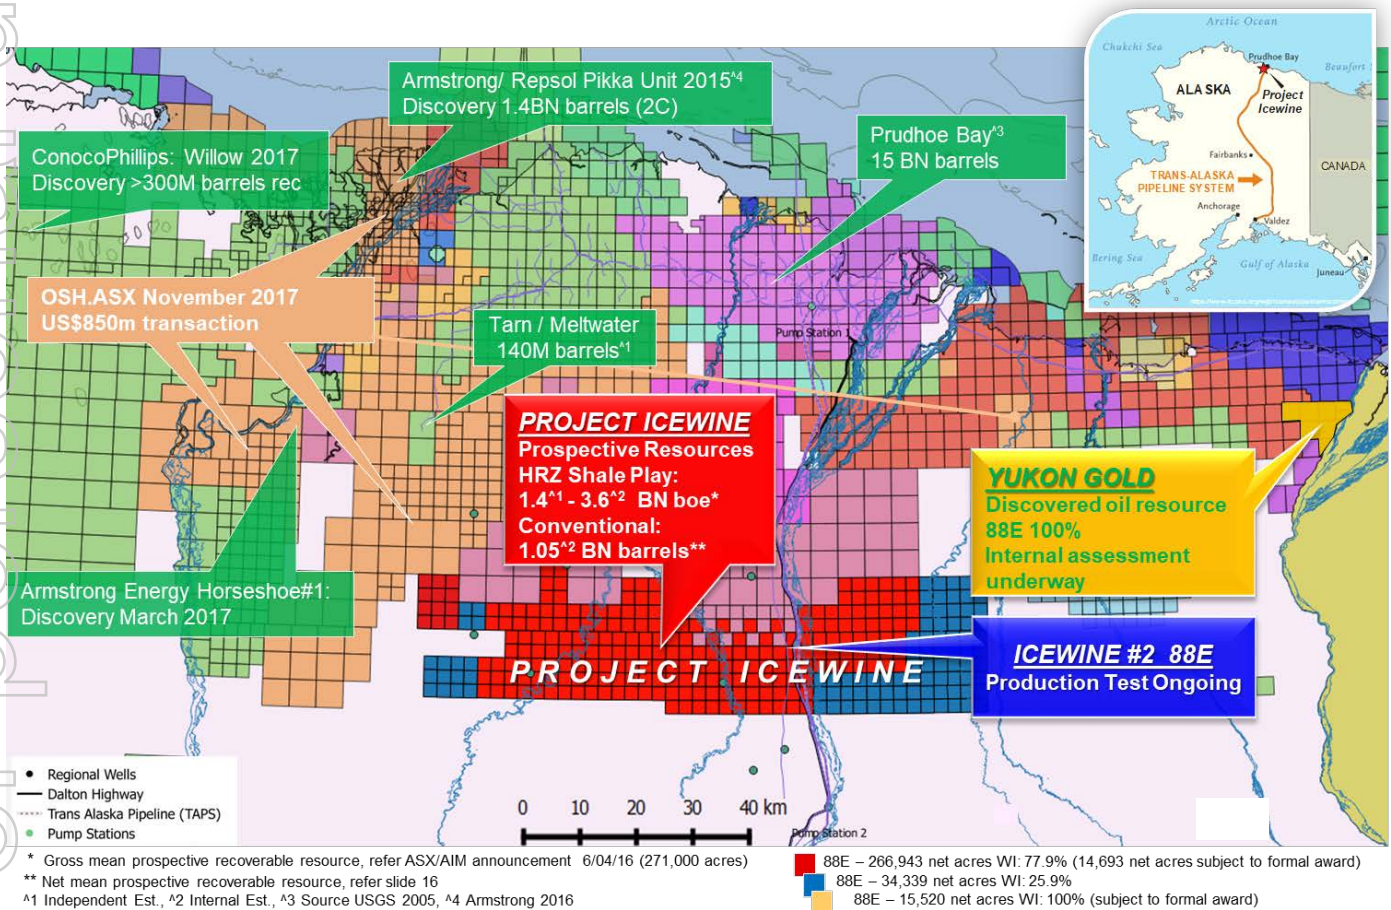 Arctic Ocean
Chukchi Sea
Prudhoe Bay
Beaufort
ALASKA
Project
Icewine
Fairbanks
CANADA
TRANS-ALASKA
PIPELINE SYSTEM
Anchorage
Valdez
Bering Sea
Gulf of Alaska
Juneau
Armstrong/ Repsol Pikka Unit 2015^4
Discovery 1.4BN barrels (2C)
Prudhoe Bay^3
15 BN barrels
ConocoPhillips: Willow 2017
Discovery >300M barrels rec
OSH.ASX November 2017
US$850m transaction
Tarn / Meltwater
140M barrels^1
Pump Station 1
PROJECT ICEWINE
Prospective Resources
HRZ Shale Play:
1.4^1 - 3.6^2 BN boe*
Conventional:
1.05^2 BN barrels**
YUKON GOLD
Discovered oil resource
88E 100%
Internal assessment
underway
Armstrong Energy Horseshoe#1:
Discovery March 2017
PROJECT ICEWINE
ICEWINE #2 88E
Production Test Ongoing
Regional Wells
Dalton Highway
Trans Alaska Pipeline (TAPS)
Pump Stations
0 10 20 30 40 km
Pump Station 2
* Gross mean prospective recoverable resource, refer ASX/AIM announcement 6/04/16 (271,000 acres)
** Net mean prospective recoverable resource, refer slide 16
^1 Independent Est., ^2 Internal Est., ^3 Source USGS 2005, ^4 Armstrong 2016
88E – 266,943 net acres WI: 77.9% (14,693 net acres subject to formal award)
88E – 34,339 net acres WI: 25.9%
88E – 15,520 net acres WI: 100% (subject to formal award)